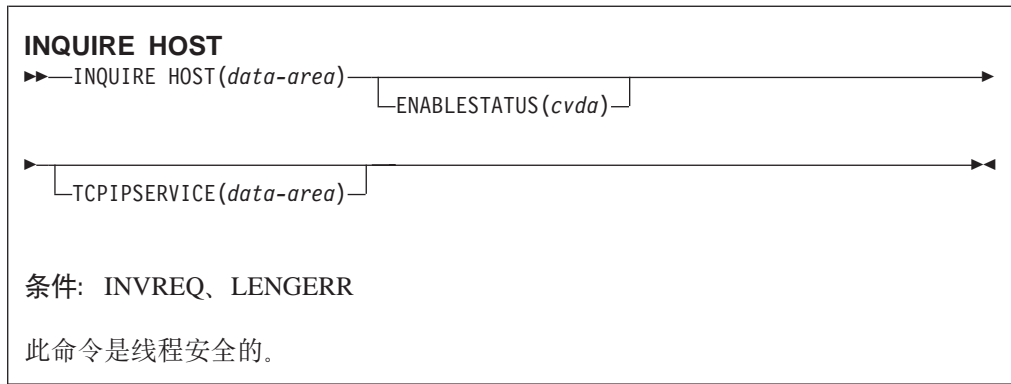 INQUIRE HOST
INQUIRE HOST(data-area)
ENABLESTATUS(cvda)
TCPIPSERVICE(data-area)
条件: INVREQ、LENGERR
此命令是线程安全的。